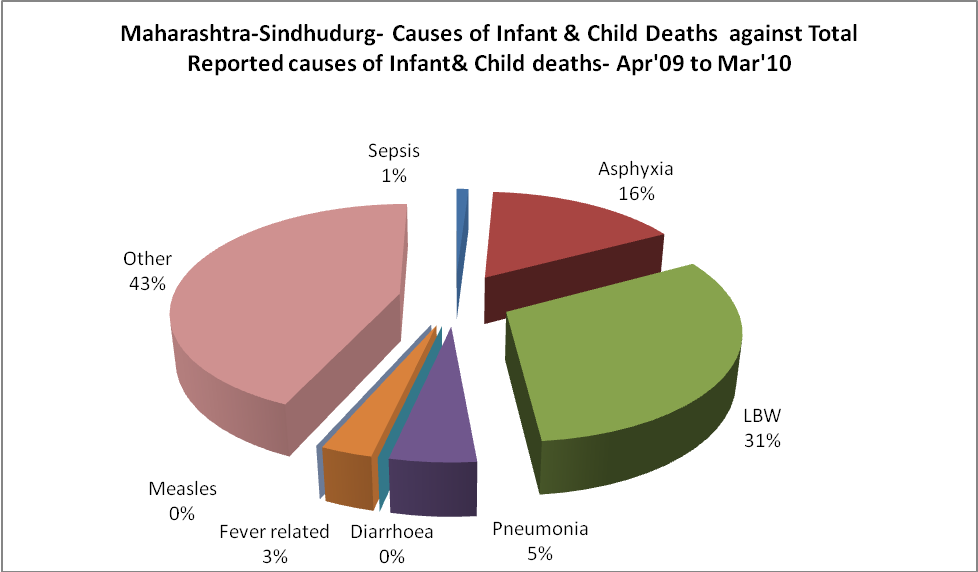 Maharashtra-Sindhudurg- Causes of Infant & Child Deaths against Total
Reported causes of Infant& Child deaths- Apr'09 to Mar'10
Sepsis
1%
Asphyxia
16%
Other
43%
LBW
31%
Measles
0%
Fever related
3%
Diarrhoea
0%
Pneumonia
5%